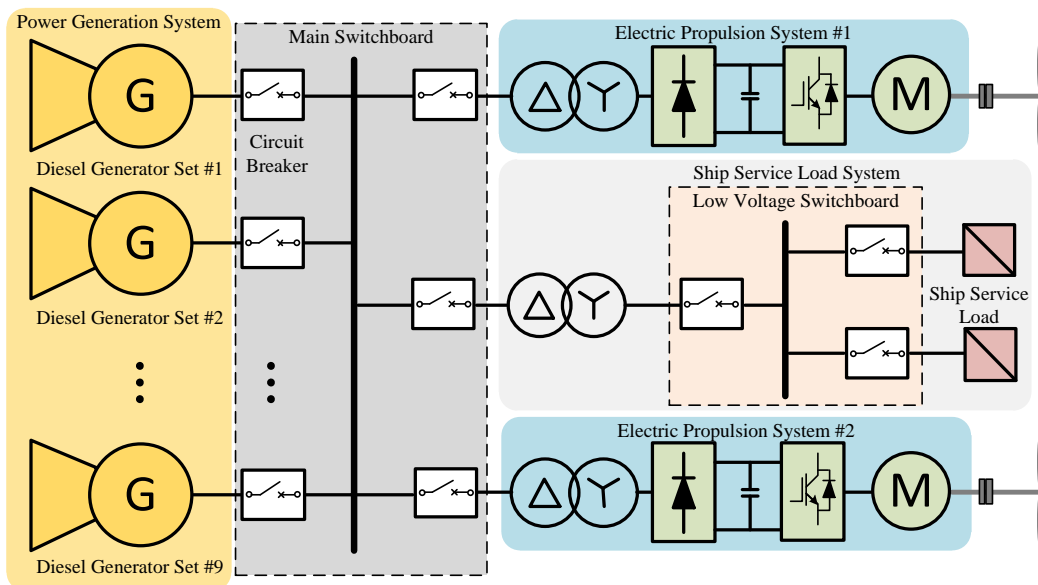 Power Generation System
G
Diesel Generator Set #1
G
Diesel Generator Set #2
G
Diesel Generator Set #9
Main Switchboard
Circuit
Breaker
Electric Propulsion System #1
M
Ship Service Load System
Low Voltage Switchboard
Ship Service
Load
Electric Propulsion System #2
M